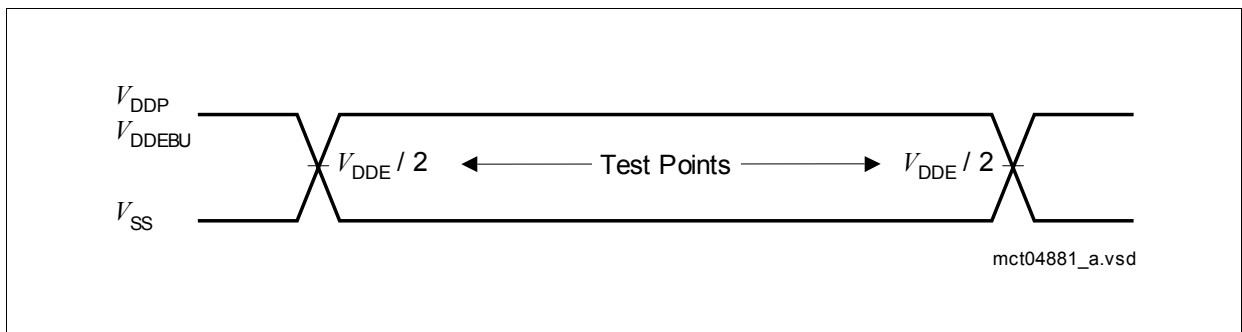 VDDP
VDDEBU
VDDE / 2 Test Points VDDE / 2
VSS
mct04881_a.vsd